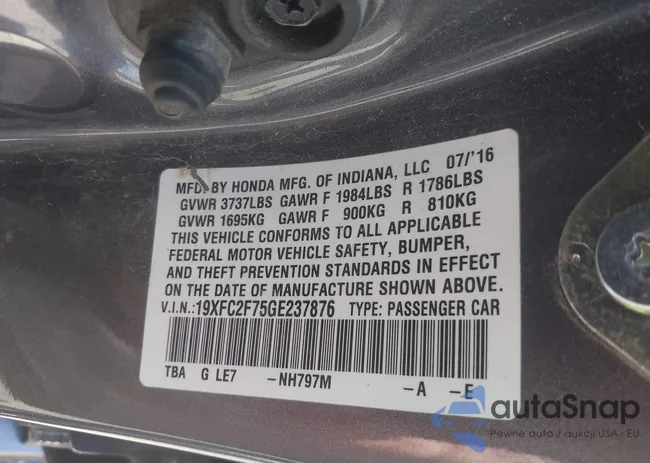 MFD. BY HONDA MFG. OF INDIANA, LLC 07/'16
GVWR 3737LBS GAWR F 1984LBS R 1786LBS
GVWR 1695KG GAWR F 900KG R 810KG
THIS VEHICLE CONFORMS TO ALL APPLICABLE
FEDERAL MOTOR VEHICLE SAFETY, BUMPER,
AND THEFT PREVENTION STANDARDS IN EFFECT
ON THE DATE OF MANUFACTURE SHOWN ABOVE.
V.I.N.:19XFC2F75GE237876 TYPE: PASSENGER CAR
TBA G LE7 -NH797M -A -E
autaSnap
Pewne auto z aukcji USA i EU